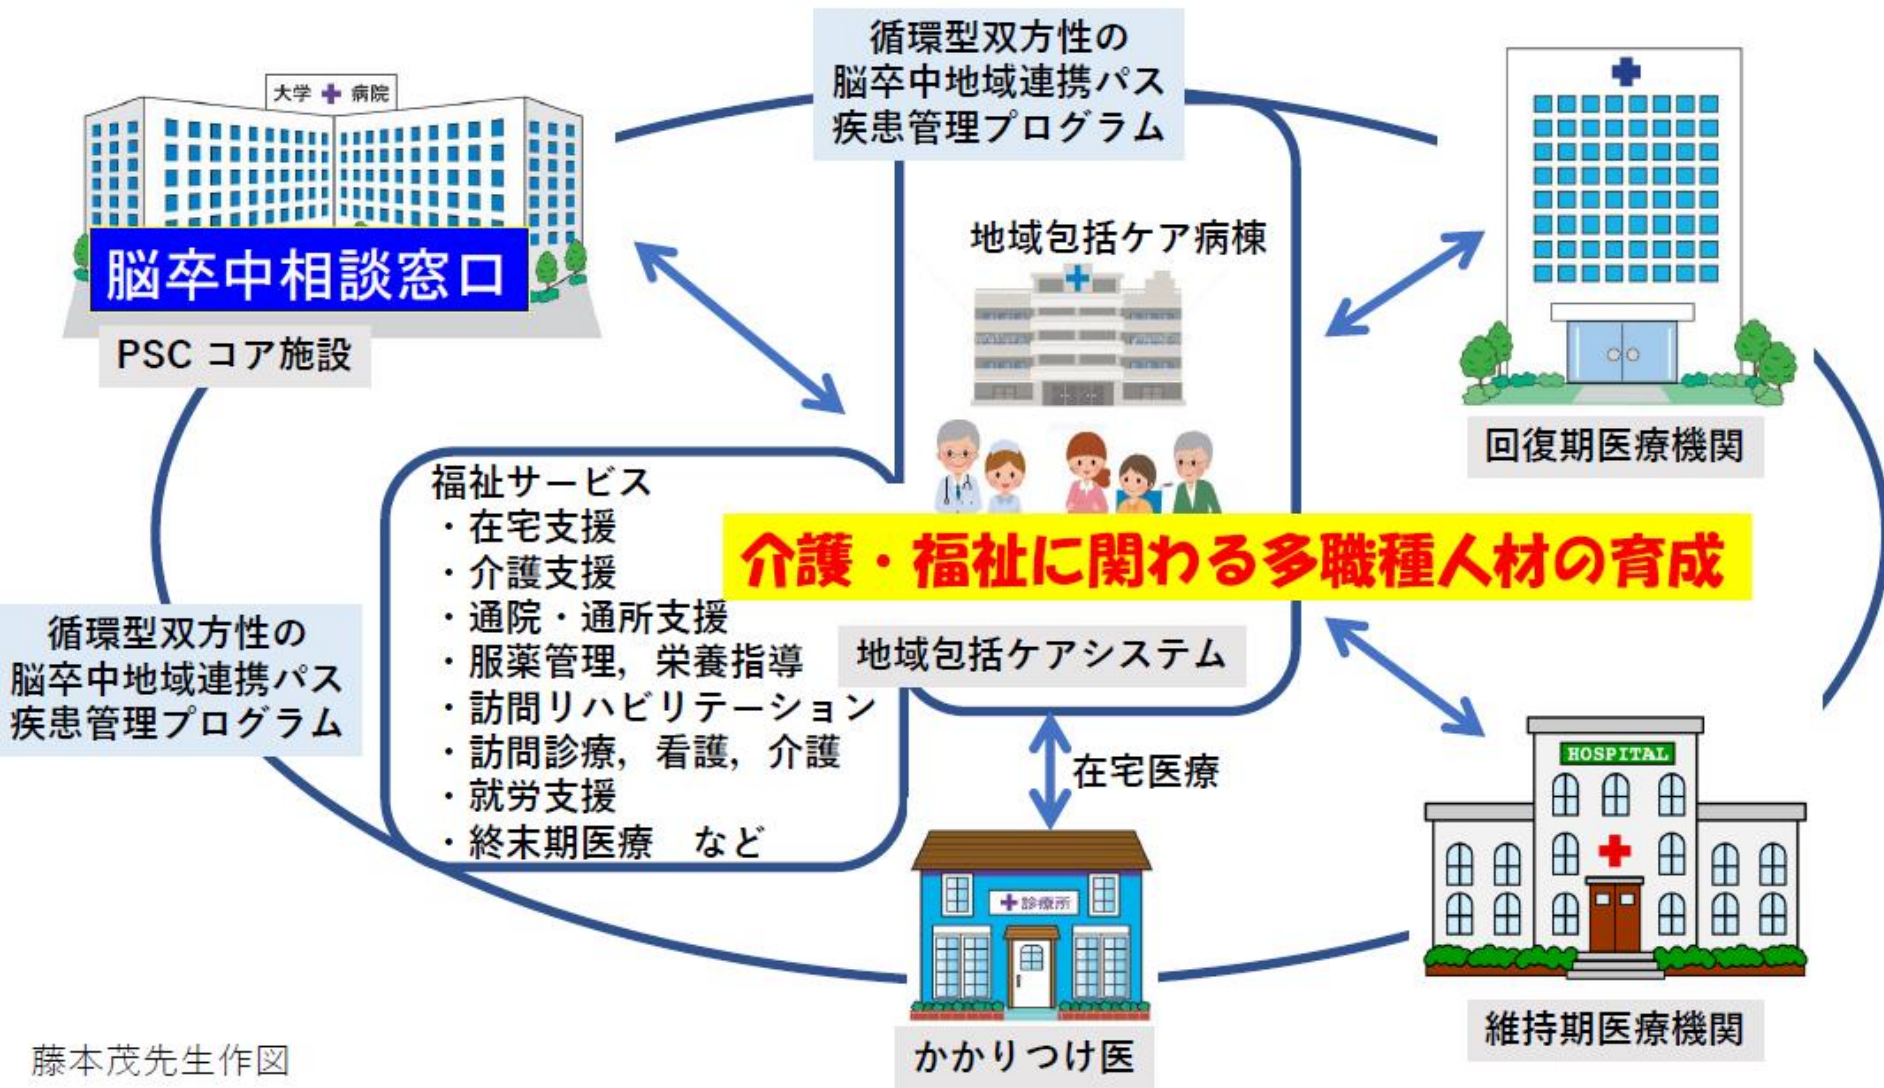 循環型双方性の
脳卒中地域連携パス
疾患管理プログラム
大学 病院
脳卒中相談窓口
PSC コア施設
地域包括ケア病棟
回復期医療機関
福祉サービス
・在宅支援
・介護支援
・通院・通所支援
・服薬管理，栄養指導
・訪問リハビリテーション
・訪問診療，看護，介護
・就労支援
・終末期医療　など
介護・福祉に関わる多職種人材の育成
地域包括ケアシステム
循環型双方性の
脳卒中地域連携パス
疾患管理プログラム
在宅医療
HOSPITAL
診療所
かかりつけ医
維持期医療機関
藤本茂先生作図